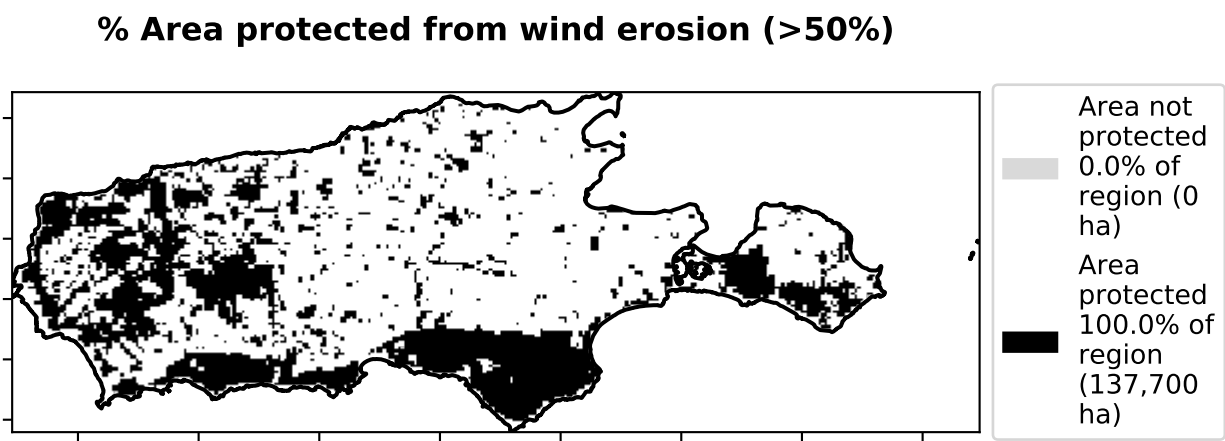 % Area protected from wind erosion (>50%)
Area not
protected
0.0% of
region (0
ha)
Area
protected
100.0% of
region
(137,700
ha)